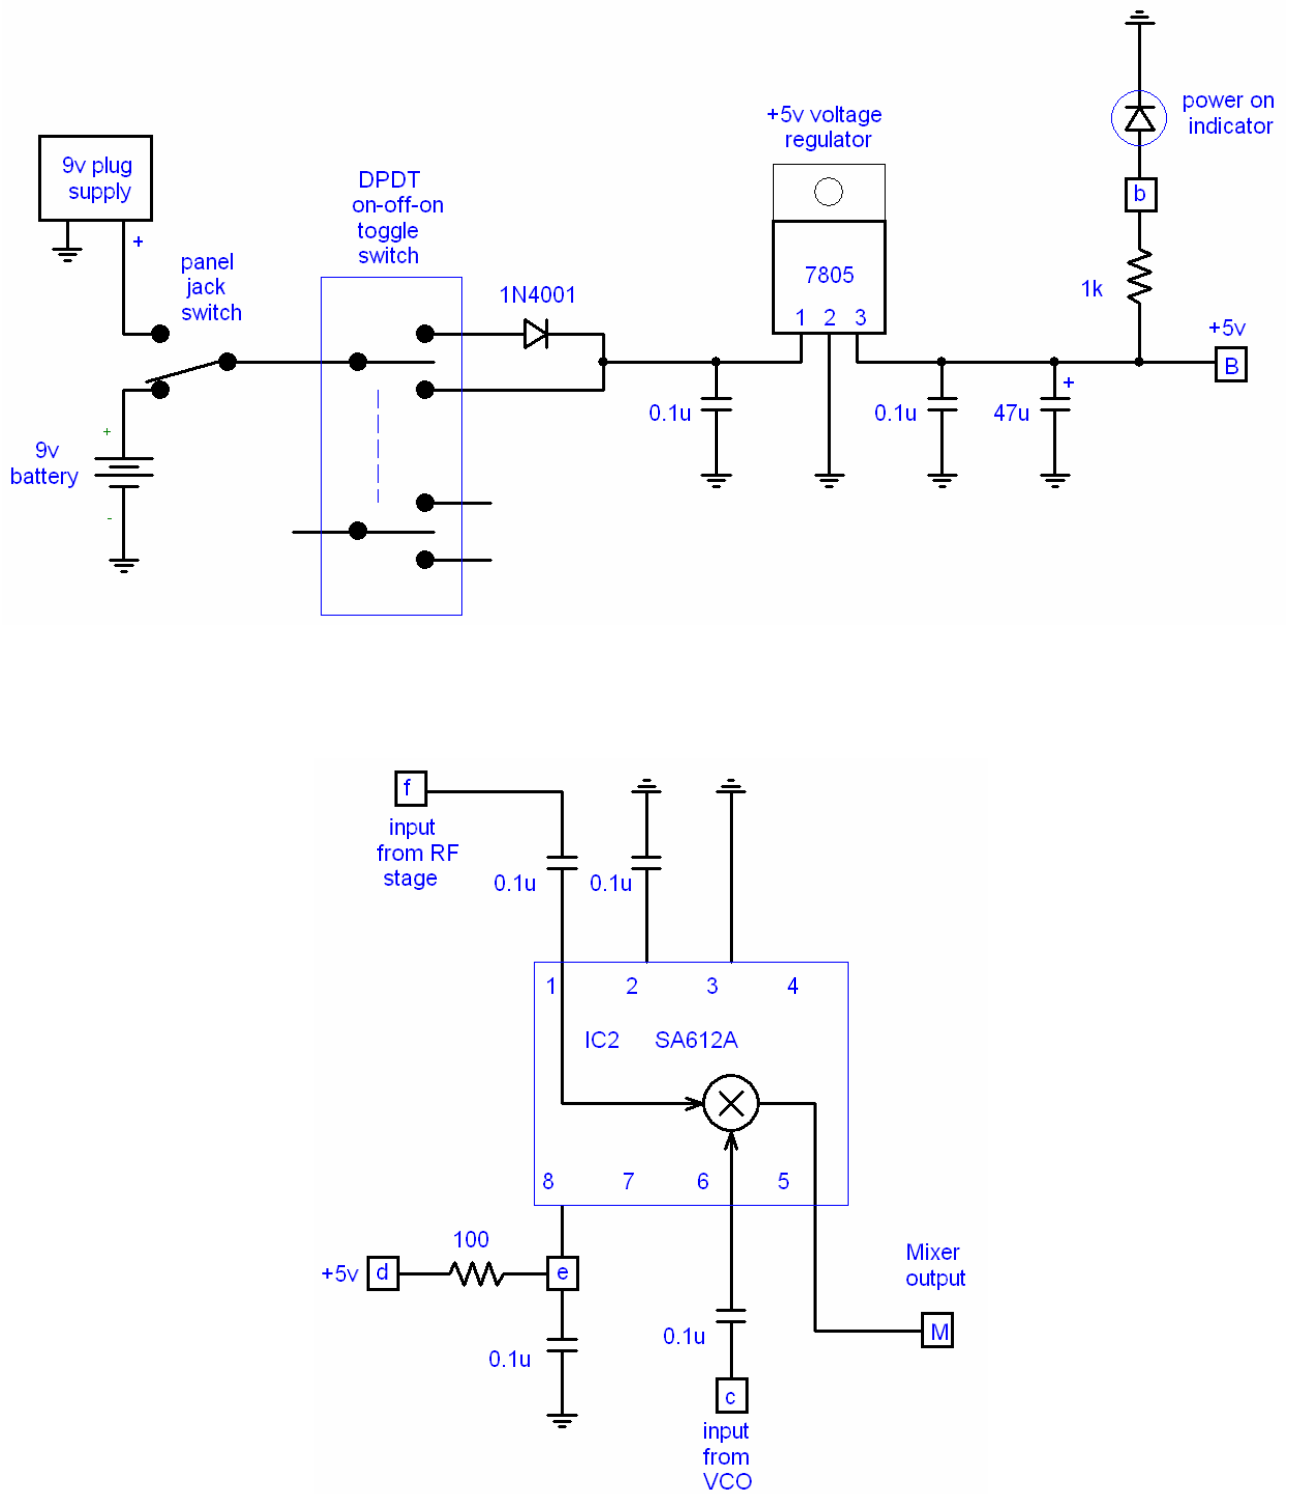 9v plug
supply
+
panel
jack
switch
+
9v
battery
-
DPDT
on-off-on
toggle
switch
1N4001
0.1u
+5v voltage
regulator
7805
1 2 3
0.1u
47u
+
power on
indicator
b
1k
+5v
B
f
input
from RF
stage
0.1u
0.1u
1 2 3 4
IC2 SA612A
8 7 6 5
100
+5v
d
e
0.1u
0.1u
c
input
from
VCO
Mixer
output
M